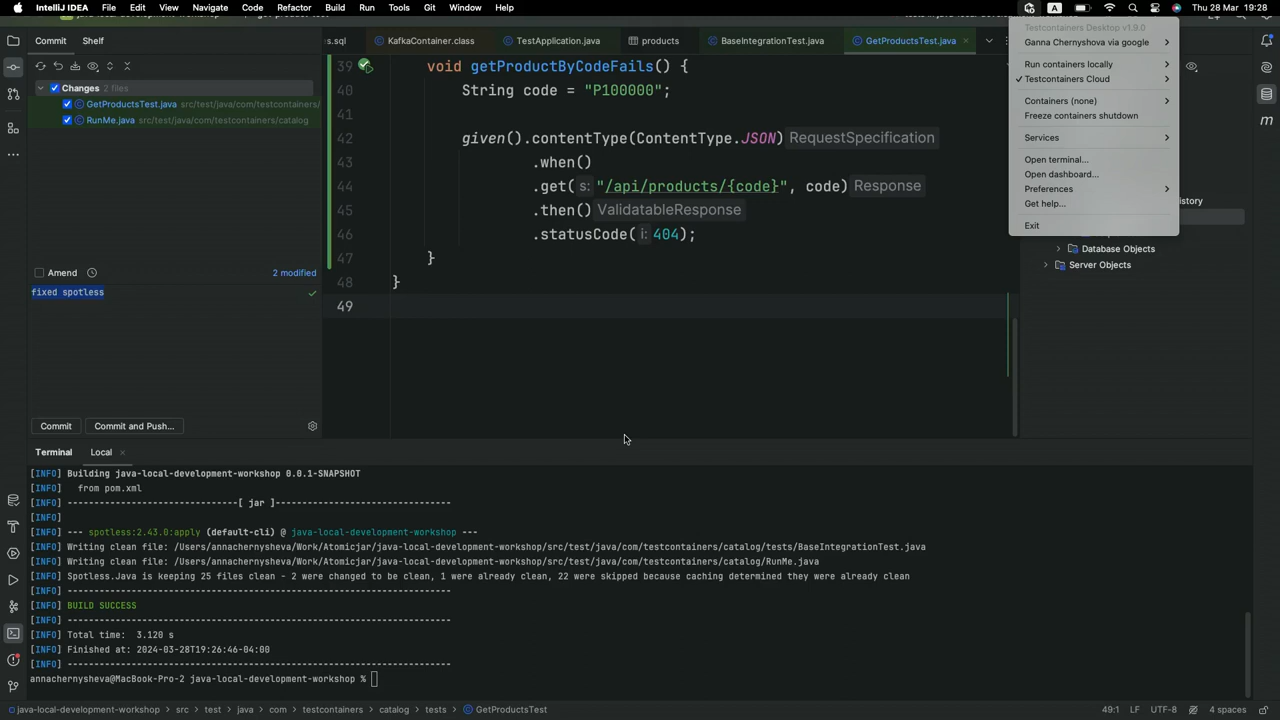 IntelliJ IDEA File Edit View Navigate Code Refactor Build Run Tools Git Window Help A Thu 28 Mar 19:28
Commit Shelf
s.sql KafkaContainer.class TestApplication.java products BaseIntegrationTest.java GetProductsTest.java
Changes 2 files
GetProductsTest.java src/test/java/com/testcontainers/
RunMe.java src/test/java/com/testcontainers/catalog
Amend 2 modified
fixed spotless
Commit Commit and Push...
39 void getProductByCodeFails() {
40 String code = "P100000";
41
42 given().contentType(ContentType.JSON) RequestSpecification
43 .when()
44 .get( s: "/api/products/{code}", code) Response
45 .then() ValidatableResponse
46 .statusCode( i: 404);
47 }
48 }
49
Testcontainers Desktop v1.9.0
Ganna Chernyshova via google
Run containers locally
Testcontainers Cloud
Containers (none)
Freeze containers shutdown
Services
Open terminal...
Open dashboard...
Preferences
Get help...
Exit
Database Objects
Server Objects
m
Terminal Local
[INFO] Building java-local-development-workshop 0.0.1-SNAPSHOT
[INFO] from pom.xml
[INFO] --------------------------------[ jar ]---------------------------------
[INFO]
[INFO] --- spotless:2.43.0:apply (default-cli) @ java-local-development-workshop ---
[INFO] Writing clean file: /Users/annachernysheva/Work/Atomicjar/java-local-development-workshop/src/test/java/com/testcontainers/catalog/tests/BaseIntegrationTest.java
[INFO] Writing clean file: /Users/annachernysheva/Work/Atomicjar/java-local-development-workshop/src/test/java/com/testcontainers/catalog/RunMe.java
[INFO] Spotless.Java is keeping 25 files clean - 2 were changed to be clean, 1 were already clean, 22 were skipped because caching determined they were already clean
[INFO] ------------------------------------------------------------------------
[INFO] BUILD SUCCESS
[INFO] ------------------------------------------------------------------------
[INFO] Total time: 3.120 s
[INFO] Finished at: 2024-03-28T19:26:46-04:00
[INFO] ------------------------------------------------------------------------
annachernysheva@MacBook-Pro-2 java-local-development-workshop %
java-local-development-workshop src test java com testcontainers catalog tests GetProductsTest 49:1 LF UTF-8 4 spaces